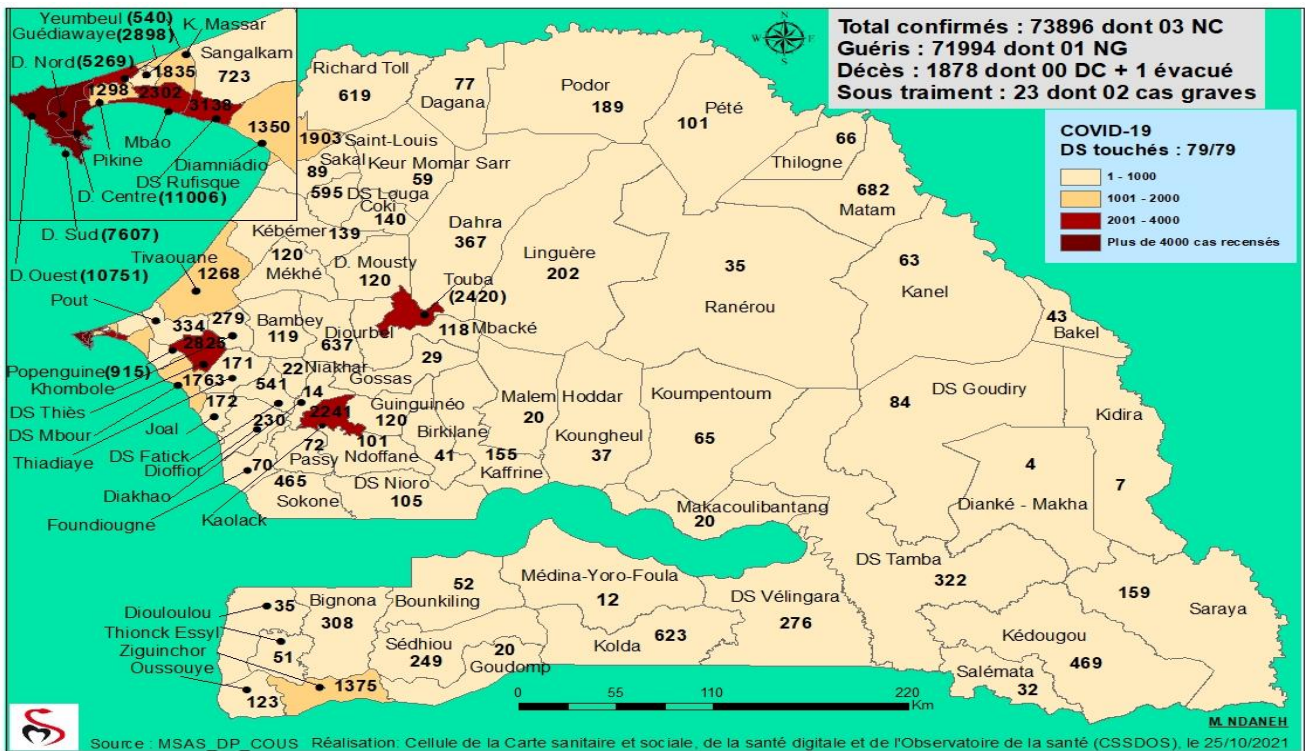 Yeumbeul (540)
Guédiawaye(2898)
K. Massar
Sangalkam
723
D. Nord(5269)
1835
1298
2302
3138
1350
Mbao
Pikine
Diamniadio
DS Rufisque
D. Centre(11006)
D. Sud(7607)
D.Ouest(10751)
Total confirmés : 73896 dont 03 NC
Guéris : 71994 dont 01 NG
Décès : 1878 dont 00 DC + 1 évacué
Sous traiment : 23 dont 02 cas graves
COVID-19
DS touchés : 79/79
1 - 1000
1001 - 2000
2001 - 4000
Plus de 4000 cas recensés
N
E
Richard Toll
619
77
Dagana
Podor
189
Pété
101
66
Thilogne
682
Matam
1903
Saint-Louis
Sakal
89
Keur Momar Sarr
59
595
DS Louga
Coki
140
Dahra
367
Linguère
202
35
Ranérou
63
Kanel
43
Bakel
Kébémer
139
120
Mékhé
D. Mousty
120
Tivaouane
1268
Touba
(2420)
118
Mbacké
Pout
334
279
Bambey
119
Diourbel
637
29
2825
171
22
Niakhar
Gossas
Popenguine(915)
Khombole
1763
541
14
DS Thiès
172
230
2241
Guinguinéo
120
DS Mbour
Joal
Thiadiaye
DS Fatick
Dioffior
72
Passy
101
Ndoffane
Birkilane
41
155
Kaffrine
Malem Hoddar
20
Koungheul
37
Koumpentoum
65
DS Goudiry
84
Kidira
7
4
Dianké - Makha
Diakhao
70
465
Sokone
DS Nioro
105
Foundiougne
Kaolack
Makacoulibantang
20
DS Tamba
322
159
Saraya
Kédougou
469
Salémata
32
Médina-Yoro-Foula
12
DS Vélingara
276
52
Bounkiling
Kolda
623
Diouloulou
35
Bignona
308
Thionck Essyl
51
Sédhiou
249
20
Goudomp
Ziguinchor
1375
Oussouye
123
0
55
110
220
Km
M. NDANEH
Source : MSAS_DP_COUS Réalisation: Cellule de la Carte sanitaire et sociale, de la santé digitale et de l'Observatoire de la santé (CSSDOS), le 25/10/2021